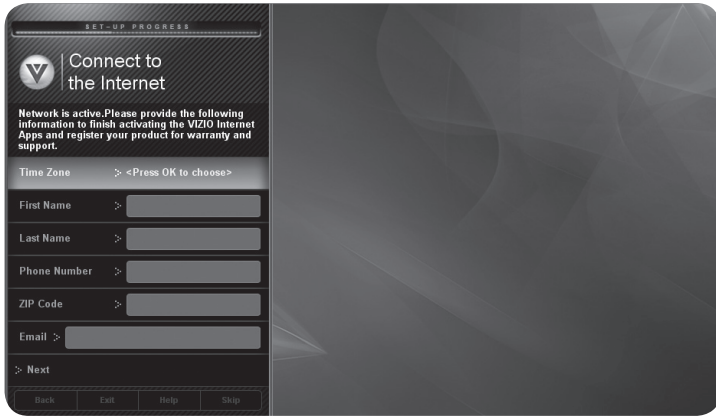 SET-UP PROGRESS
Connect to
the Internet
Network is active.Please provide the following
information to finish activating the VIZIO Internet
Apps and register your product for warranty and
support.
Time Zone <Press OK to choose>
First Name
Last Name
Phone Number
ZIP Code
Email
Next
Back Exit Help Skip